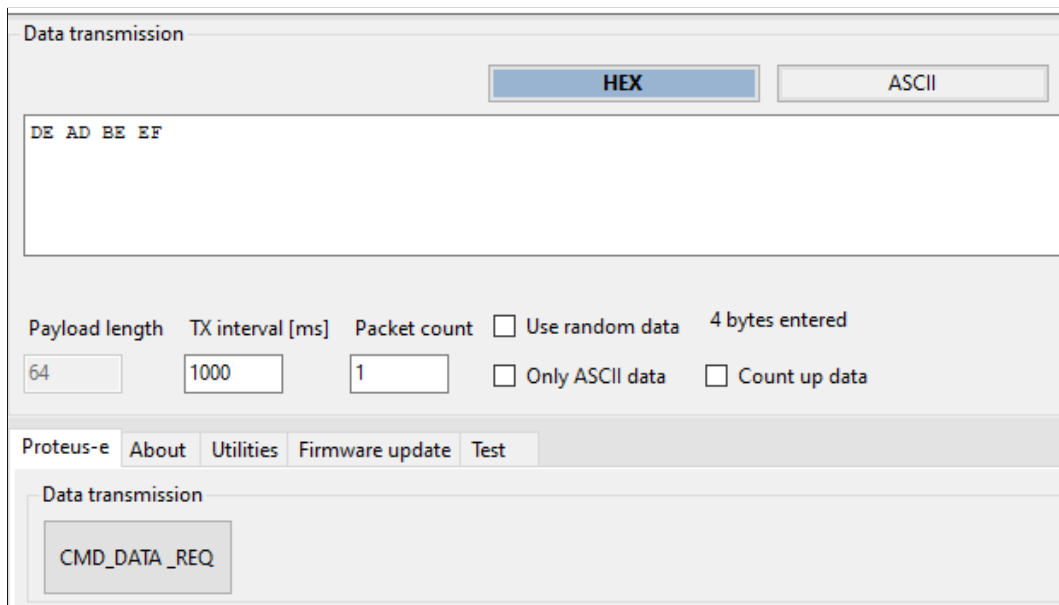 Data transmission
HEX ASCII
DE AD BE EF
Payload length TX interval [ms] Packet count Use random data 4 bytes entered
64 1000 1 Only ASCII data Count up data
Proteus-e About Utilities Firmware update Test
Data transmission
CMD_DATA _REQ